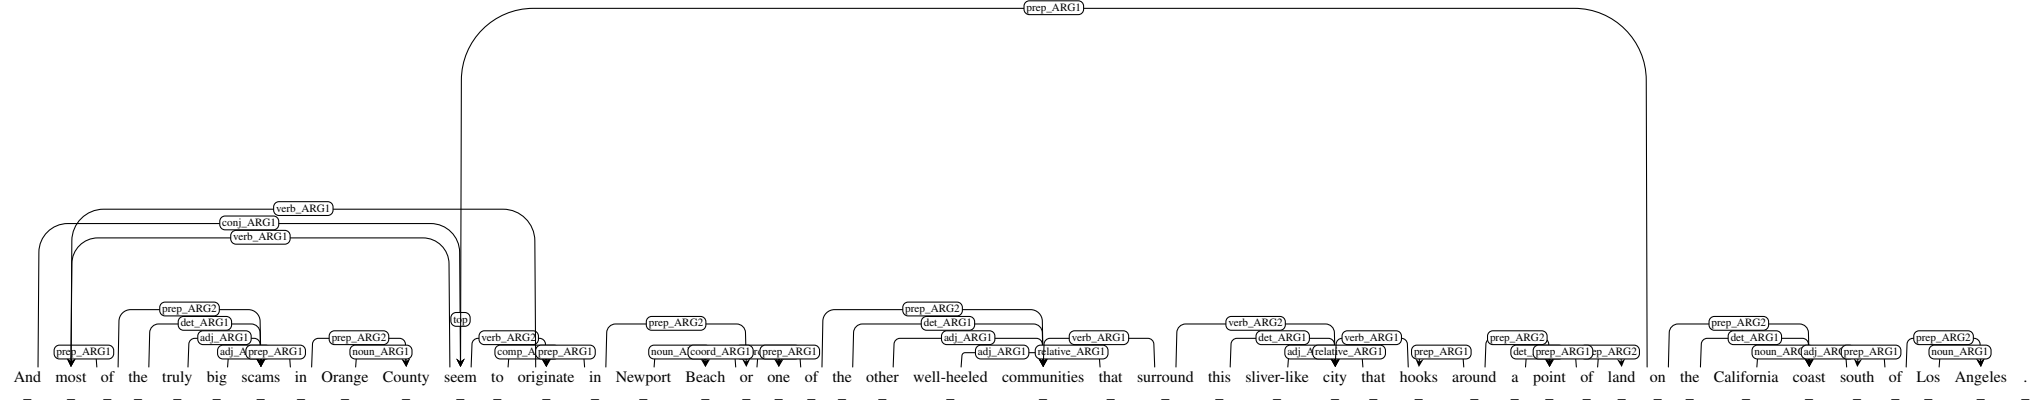 prep_ARG1
verb_ARG1
conj_ARG1
verb_ARG1
prep_ARG2 top prep_ARG2
det_ARG1 prep_ARG2 det_ARG1 verb_ARG2 prep_ARG2
adj_ARG1 prep_ARG2 verb_ARG2 adj_ARG1 verb_ARG1 det_ARG1 verb_ARG1 prep_ARG2 det_ARG1 prep_ARG2
prep_ARG1 prep_ARG1 noun_ARG1 prep_ARG1 coord_ARG1 prep_ARG1 adj_ARG1 relative_ARG1 prep_ARG1 prep_ARG1 prep_ARG1 noun_ARG1
And most of the truly big scams in Orange County seem to originate in Newport Beach or one of the other well-heeled communities that surround this sliver-like city that hooks around a point of land on the California coast south of Los Angeles .
_ _ _ _ _ _ _ _ _ _ _ _ _ _ _ _ _ _ _ _ _ _ _ _ _ _ _ _ _ _ _ _ _ _ _ _ _ _ _ _ _ _ _ _